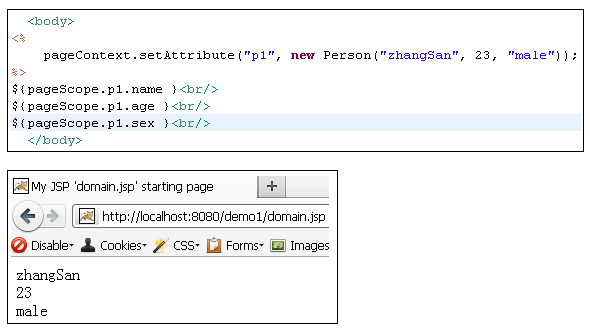 <body>
<%
pageContext.setAttribute("p1", new Person("zhangSan", 23, "male"));
%>
${pageScope.p1.name }<br/>
${pageScope.p1.age }<br/>
${pageScope.p1.sex }<br/>
</body>
My JSP 'domain.jsp' starting page
http://localhost:8080/demo1/domain.jsp
Disable Cookies CSS Forms Images
zhangSan
23
male